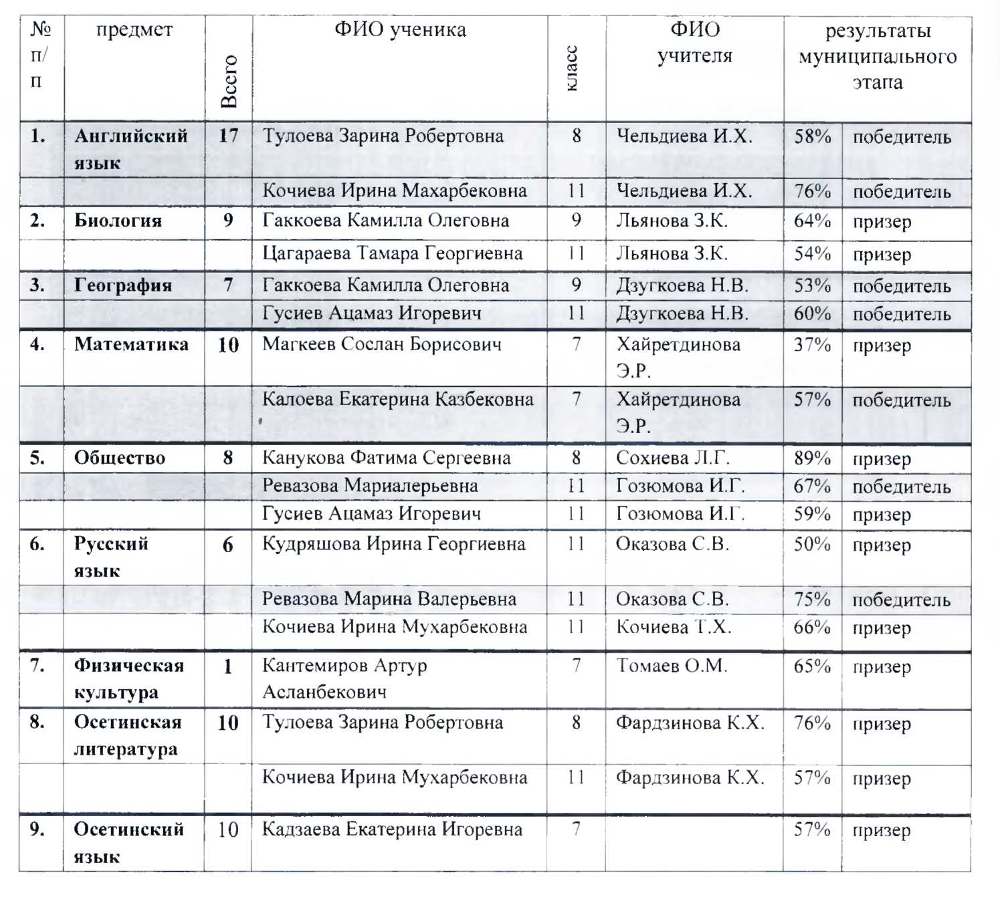 № п/п предмет Всего ФИО ученика класс ФИО учителя результаты муниципального этапа
1. Английский язык 17 Тулоева Зарина Робертовна 8 Чельдиева И.Х. 58% победитель
Кочиева Ирина Махарбековна 11 Чельдиева И.Х. 76% победитель
2. Биология 9 Гаккоева Камилла Олеговна 9 Льянова З.К. 64% призер
Цагараева Тамара Георгиевна 11 Льянова З.К. 54% призер
3. География 7 Гаккоева Камилла Олеговна 9 Дзугкоева Н.В. 53% победитель
Гусиев Ацамаз Игоревич 11 Дзугкоева Н.В. 60% победитель
4. Математика 10 Магкеев Сослан Борисович 7 Хайретдинова Э.Р. 37% призер
Калоева Екатерина Казбековна 7 Хайретдинова Э.Р. 57% победитель
5. Общество 8 Канукова Фатима Сергеевна 8 Сохиева Л.Г. 89% призер
Ревазова Мариалерьевна 11 Гозюмова И.Г. 67% победитель
Гусиев Ацамаз Игоревич 11 Гозюмова И.Г. 59% призер
6. Русский язык 6 Кудряшова Ирина Георгиевна 11 Оказова С.В. 50% призер
Ревазова Марина Валерьевна 11 Оказова С.В. 75% победитель
Кочиева Ирина Мухарбековна 11 Кочиева Т.Х. 66% призер
7. Физическая культура 1 Кантемиров Артур Асланбекович 7 Томаев О.М. 65% призер
8. Осетинская литература 10 Тулоева Зарина Робертовна 8 Фардзинова К.Х. 76% призер
Кочиева Ирина Мухарбековна 11 Фардзинова К.Х. 57% призер
9. Осетинский язык 10 Кадзаева Екатерина Игоревна 7 57% призер